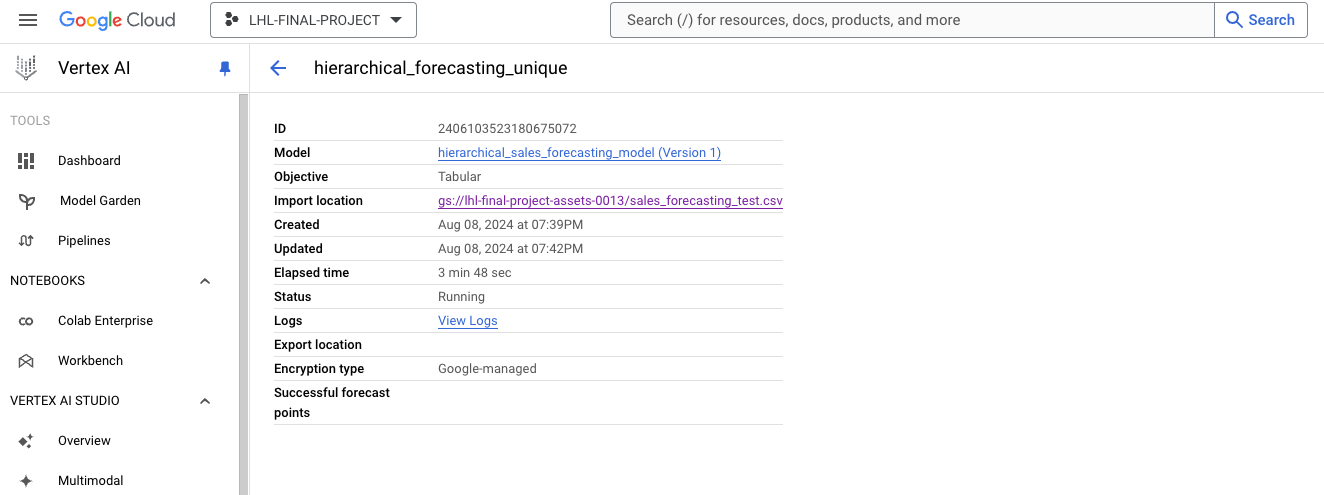 Google Cloud
LHL-FINAL-PROJECT
Search (/) for resources, docs, products, and more
Search
Vertex AI
hierarchical_forecasting_unique
TOOLS
Dashboard
Model Garden
Pipelines
NOTEBOOKS
Colab Enterprise
Workbench
VERTEX AI STUDIO
Overview
Multimodal
ID 2406103523180675072
Model hierarchical_sales_forecasting_model (Version 1)
Objective Tabular
Import location gs://lhl-final-project-assets-0013/sales_forecasting_test.csv
Created Aug 08, 2024 at 07:39PM
Updated Aug 08, 2024 at 07:42PM
Elapsed time 3 min 48 sec
Status Running
Logs View Logs
Export location
Encryption type Google-managed
Successful forecast
points